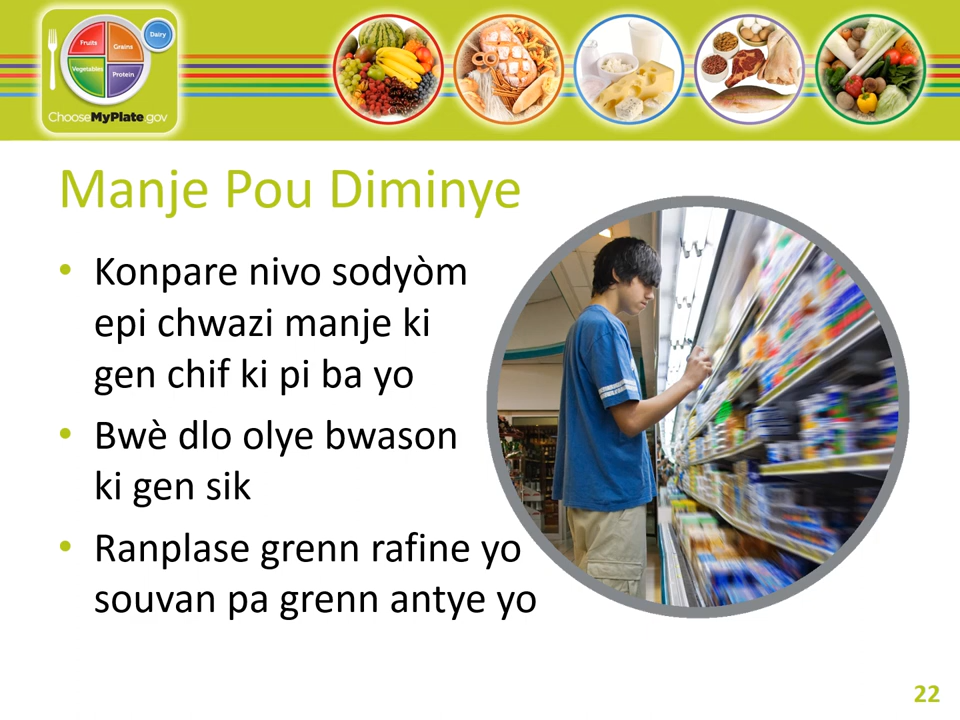 Fruits
Grains
Dairy
Vegetables
Protein
ChooseMyPlate.gov
Manje Pou Diminye
• Konpare nivo sodyòm
epi chwazi manje ki
gen chif ki pi ba yo
• Bwè dlo olye bwason
ki gen sik
• Ranplase grenn rafine yo
souvan pa grenn antye yo
22